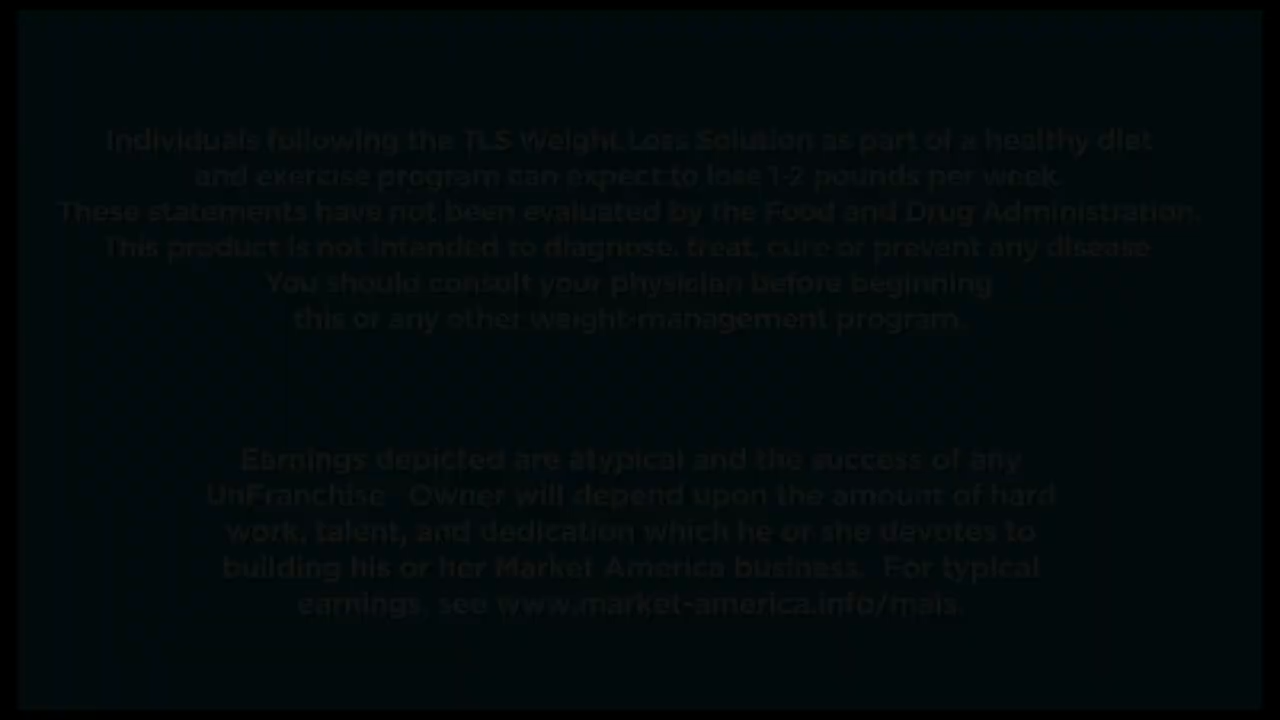 Individuals following the TLS Weight Loss Solution as part of a healthy diet
and exercise program can expect to lose 1-2 pounds per week.
These statements have not been evaluated by the Food and Drug Administration.
This product is not intended to diagnose, treat, cure or prevent any disease
You should consult your physician before beginning
this or any other weight-management program.
Earnings depicted are atypical and the success of any
UnFranchise Owner will depend upon the amount of hard
work, talent, and dedication which he or she devotes to
building his or her Market America business. For typical
earnings, see www.market-america.info/mais